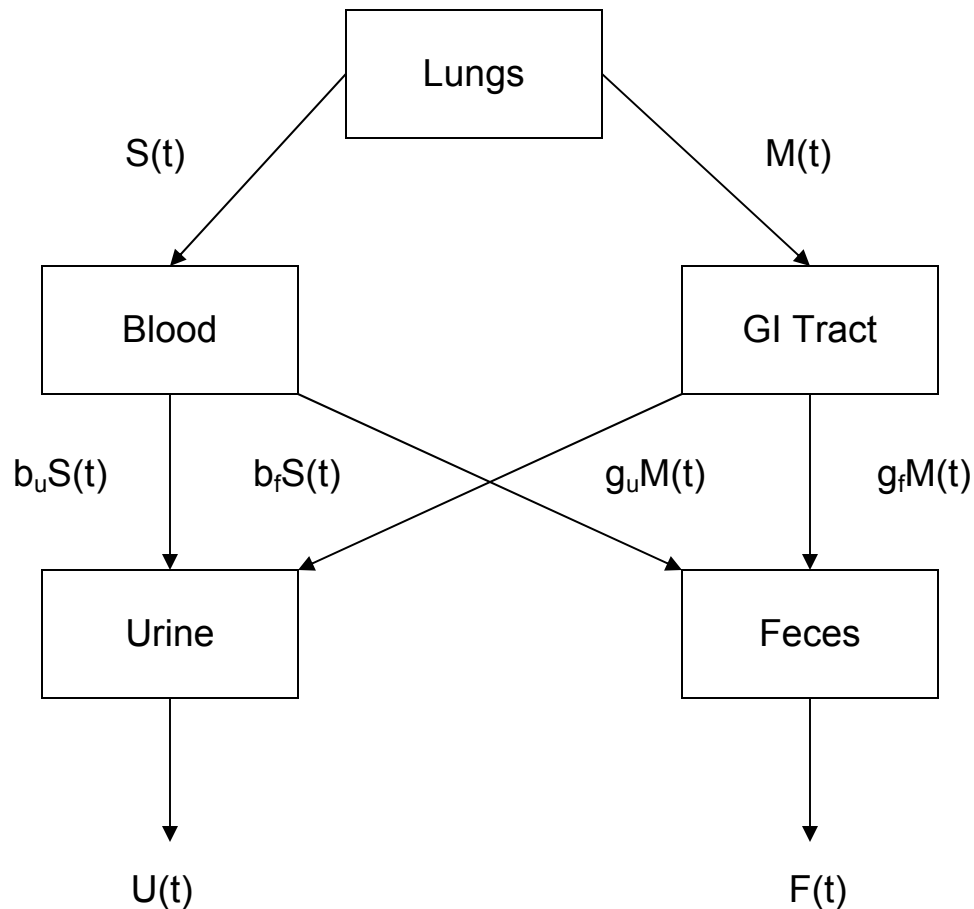 Lungs
S(t)
M(t)
Blood
GI Tract
bᵤS(t)
b_fS(t)
gᵤM(t)
g_fM(t)
Urine
Feces
U(t)
F(t)